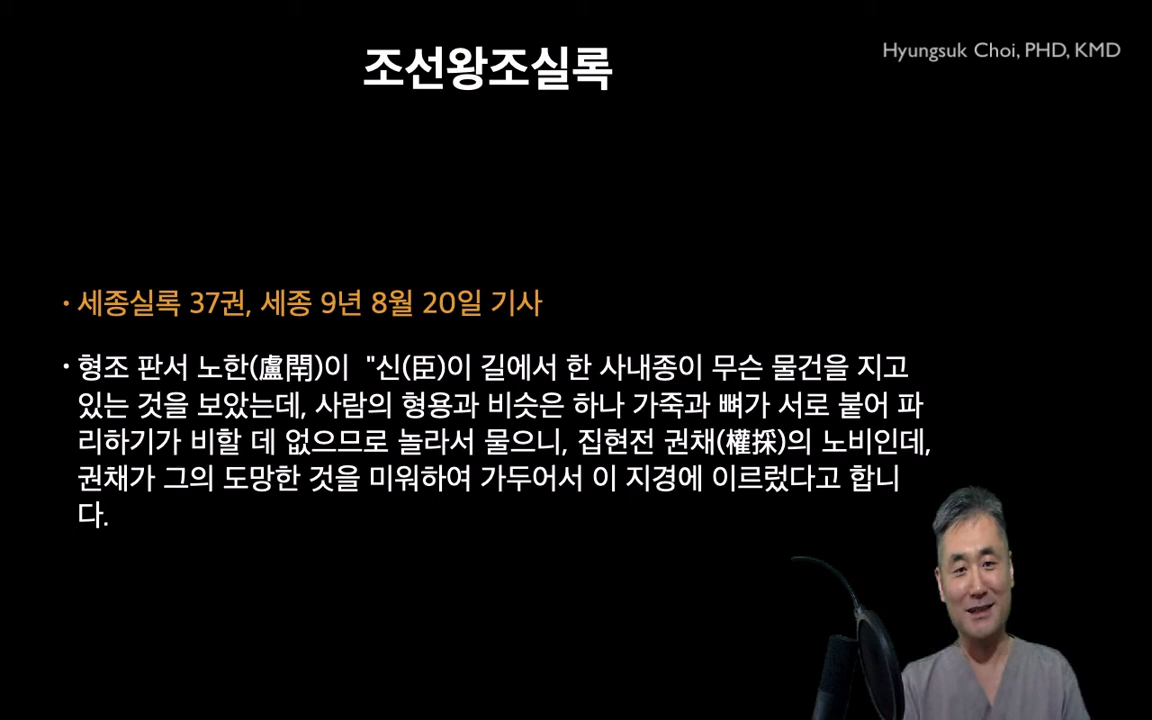 조선왕조실록
Hyungsuk Choi, PHD, KMD
• 세종실록 37권, 세종 9년 8월 20일 기사
• 형조 판서 노한(盧閈)이 "신(臣)이 길에서 한 사내종이 무슨 물건을 지고
있는 것을 보았는데, 사람의 형용과 비슷은 하나 가죽과 뼈가 서로 붙어 파
리하기가 비할 데 없으므로 놀라서 물으니, 집현전 권채(權採)의 노비인데,
권채가 그의 도망한 것을 미워하여 가두어서 이 지경에 이르렀다고 합니
다.